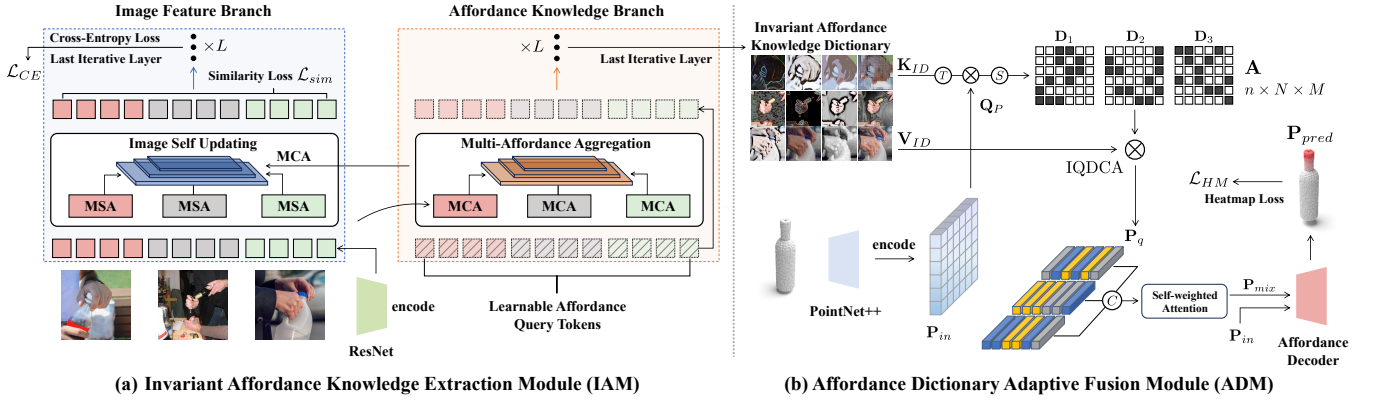 Image Feature Branch
Affordance Knowledge Branch
Cross-Entropy Loss
× L
Last Iterative Layer
L_CE
Similarity Loss L_sim
× L
Last Iterative Layer
Image Self Updating
MCA
MSA
MSA
MSA
Multi-Affordance Aggregation
MCA
MCA
MCA
encode
ResNet
Learnable Affordance
Query Tokens
(a) Invariant Affordance Knowledge Extraction Module (IAM)
Invariant Affordance
Knowledge Dictionary
K_ID
T
S
Q_P
V_ID
D_1
D_2
D_3
A
n × N × M
IQDCA
P_pred
L_HM
Heatmap Loss
encode
PointNet++
P_in
P_q
C
Self-weighted
Attention
P_mix
P_in
Affordance
Decoder
(b) Affordance Dictionary Adaptive Fusion Module (ADM)